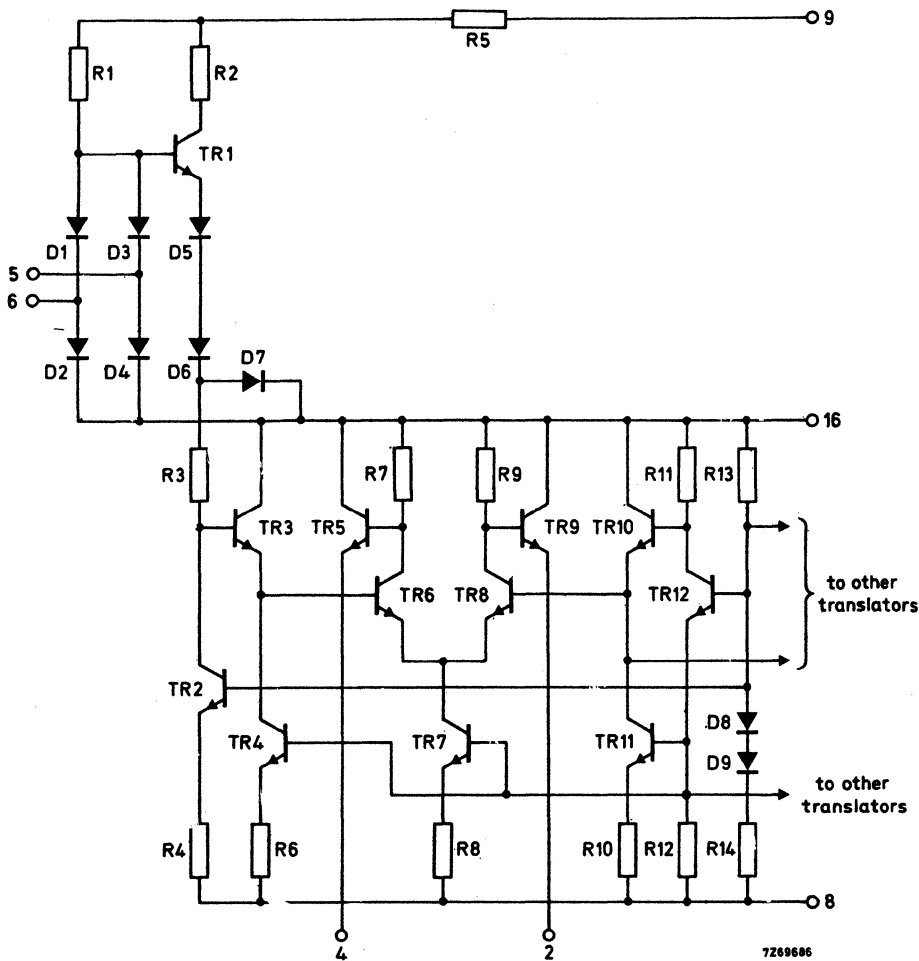 9
R5
R1 R2
TR1
D1 D3 D5
5
6
D2 D4 D6 D7
16
R3 R7 R9 R11 R13
TR3 TR5 TR9 TR10
TR6 TR8 TR12
to other
translators
TR2
TR4 TR7 TR11 D8
D9
to other
translators
R4 R6 R8 R10 R12 R14
8
4 2
7Z69686